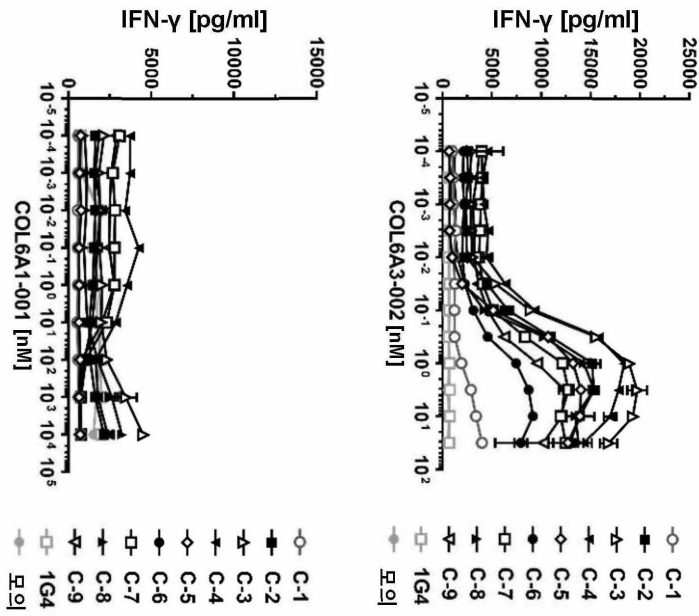 IFN-γ [pg/ml]
25000
20000
15000
10000
5000
0
10⁻⁵ 10⁻⁴ 10⁻³ 10⁻² 10⁻¹ 10⁰ 10¹ 10²
COL6A3-002 [nM]
C-1
C-2
C-3
C-4
C-5
C-6
C-7
C-8
C-9
1G4
모의
IFN-γ [pg/ml]
15000
10000
5000
0
10⁻⁵ 10⁻⁴ 10⁻³ 10⁻² 10⁻¹ 10⁰ 10¹ 10² 10³ 10⁴ 10⁵
COL6A1-001 [nM]
C-1
C-2
C-3
C-4
C-5
C-6
C-7
C-8
C-9
1G4
모의